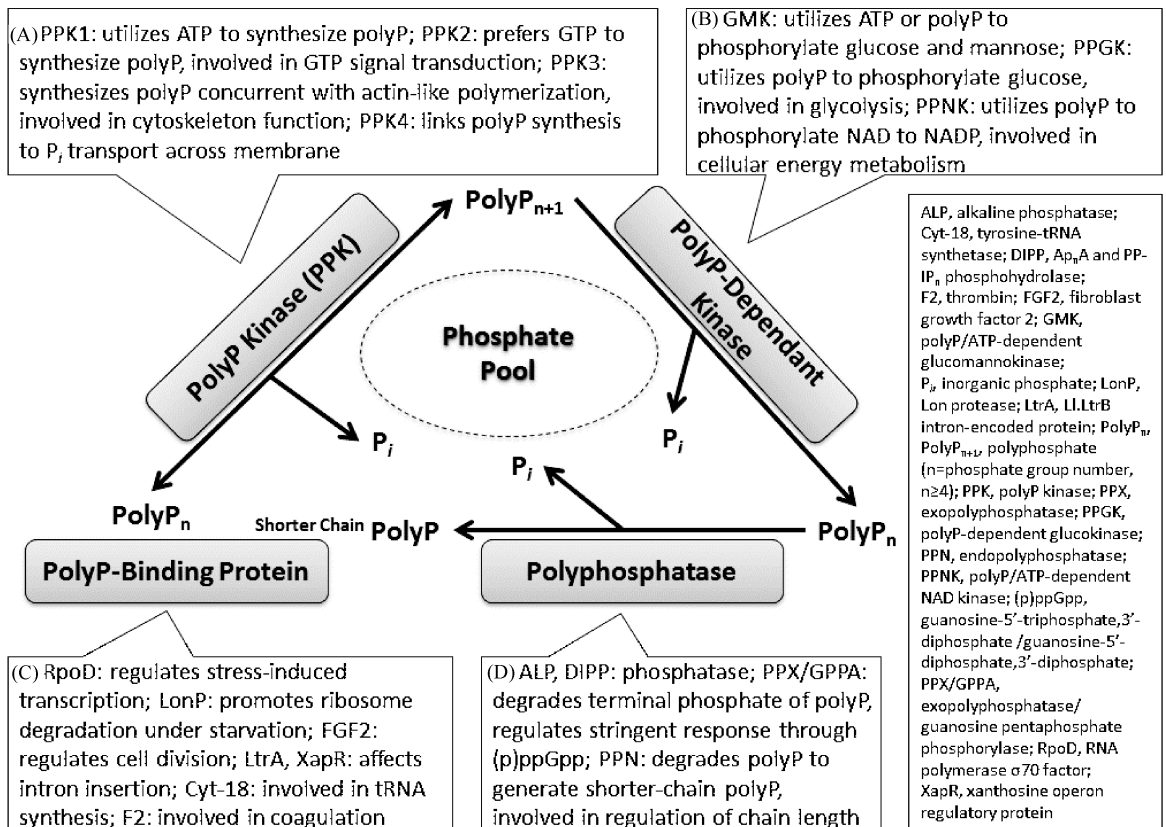 (A) PPK1: utilizes ATP to synthesize polyP; PPK2: prefers GTP to
synthesize polyP, involved in GTP signal transduction; PPK3:
synthesizes polyP concurrent with actin-like polymerization,
involved in cytoskeleton function; PPK4: links polyP synthesis
to Pi transport across membrane
(B) GMK: utilizes ATP or polyP to
phosphorylate glucose and mannose; PPGK:
utilizes polyP to phosphorylate glucose,
involved in glycolysis; PPNK: utilizes polyP to
phosphorylate NAD to NADP, involved in
cellular energy metabolism
PolyPn+1
PolyP Kinase (PPK)
PolyP-Dependant
Kinase
Phosphate
Pool
Pi
Pi
Pi
PolyPn
Shorter Chain PolyP
PolyPn
PolyP-Binding Protein
Polyphosphatase
(C) RpoD: regulates stress-induced
transcription; LonP: promotes ribosome
degradation under starvation; FGF2:
regulates cell division; LtrA, XapR: affects
intron insertion; Cyt-18: involved in tRNA
synthesis; F2: involved in coagulation
(D) ALP, DIPP: phosphatase; PPX/GPPA:
degrades terminal phosphate of polyP,
regulates stringent response through
(p)ppGpp; PPN: degrades polyP to
generate shorter-chain polyP,
involved in regulation of chain length
ALP, alkaline phosphatase;
Cyt-18, tyrosine-tRNA
synthetase; DIPP, ApnA and PP-
IPn phosphohydrolase;
F2, thrombin; FGF2, fibroblast
growth factor 2; GMK,
polyP/ATP-dependent
glucomannokinase;
Pi, inorganic phosphate; LonP,
Lon protease; LtrA, Ll.LtrB
intron-encoded protein; PolyPn,
PolyPn+1, polyphosphate
(n=phosphate group number,
n≥4); PPK, polyP kinase; PPX,
exopolyphosphatase; PPGK,
polyP-dependent glucokinase;
PPN, endopolyphosphatase;
PPNK, polyP/ATP-dependent
NAD kinase; (p)ppGpp,
guanosine-5′-triphosphate,3′-
diphosphate /guanosine-5′-
diphosphate,3′-diphosphate;
PPX/GPPA,
exopolyphosphatase/
guanosine pentaphosphate
phosphorylase; RpoD, RNA
polymerase σ70 factor;
XapR, xanthosine operon
regulatory protein